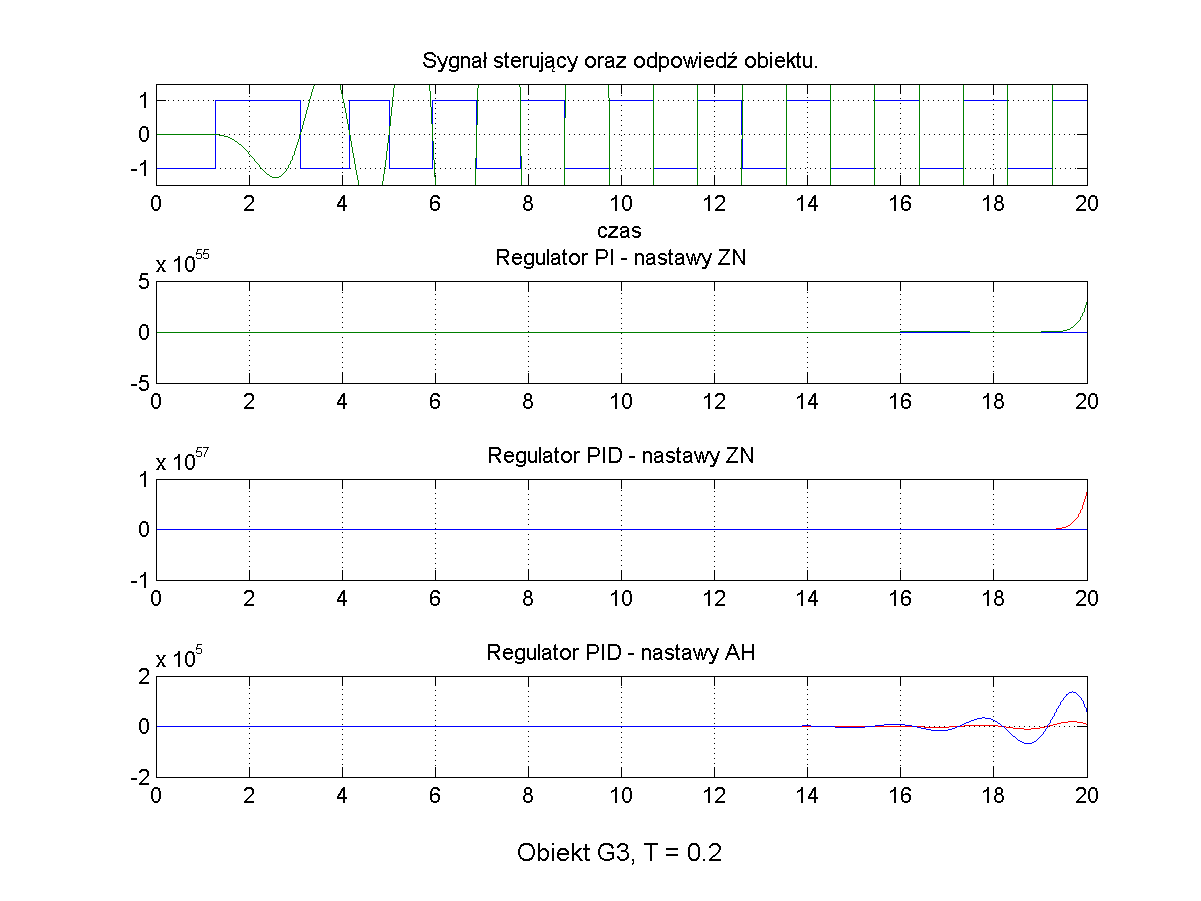 Sygnał sterujący oraz odpowiedź obiektu.
1
0
-1
0 2 4 6 8 10 12 14 16 18 20
czas
Regulator PI - nastawy ZN
x 10^55
5
0
-5
0 2 4 6 8 10 12 14 16 18 20
Regulator PID - nastawy ZN
x 10^57
1
0
-1
0 2 4 6 8 10 12 14 16 18 20
Regulator PID - nastawy AH
x 10^5
2
0
-2
0 2 4 6 8 10 12 14 16 18 20
Obiekt G3, T = 0.2